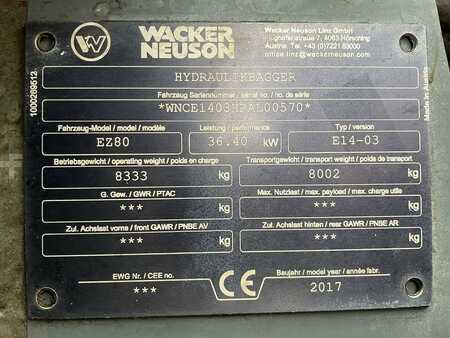 WACKER
NEUSON
Wacker Neuson Linz GmbH
Flughafenstraße 7, 4063 Hörsching
Austria Tel. +43 (0)7221 63000
office.linz@wackerneuson.com
HYDRAULIKBAGGER
Fahrzeug Seriennummer / serial no. / no. de série
1000269512
Made in Austria
Fahrzeug-Model / model / modèle
Leistung / performance
Typ / version
EZ80
36.40 kW
E14-03
Betriebsgewicht / operating weight / poids en charge
Transportgewicht / transport weight / poids de transport
8333 kg
8002 kg
G. Gew. / GWR / PTAC
Max. Nutzlast / max. payload / max. charge utile
*** kg
*** kg
Zul. Achslast vorne / front GAWR / PNBE AV
Zul. Achslast hinten / rear GAWR / PNBE AR
*** kg
*** kg
EWG Nr. / CEE no.
***
CE
Baujahr / model year / année fabr.
2017